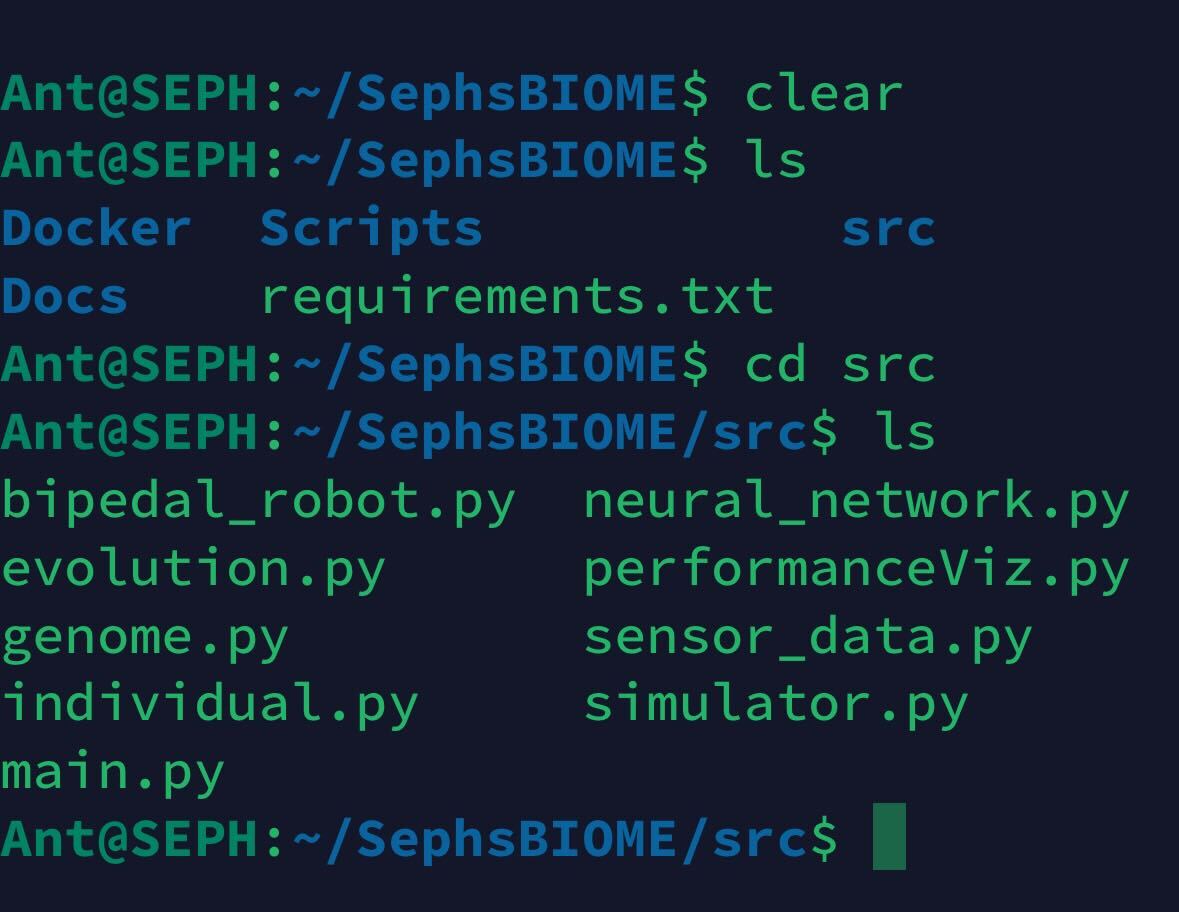 Ant@SEPH:~/SephsBIOME$ clear
Ant@SEPH:~/SephsBIOME$ ls
Docker  Scripts           src
Docs    requirements.txt
Ant@SEPH:~/SephsBIOME$ cd src
Ant@SEPH:~/SephsBIOME/src$ ls
bipedal_robot.py  neural_network.py
evolution.py      performanceViz.py
genome.py         sensor_data.py
individual.py     simulator.py
main.py
Ant@SEPH:~/SephsBIOME/src$